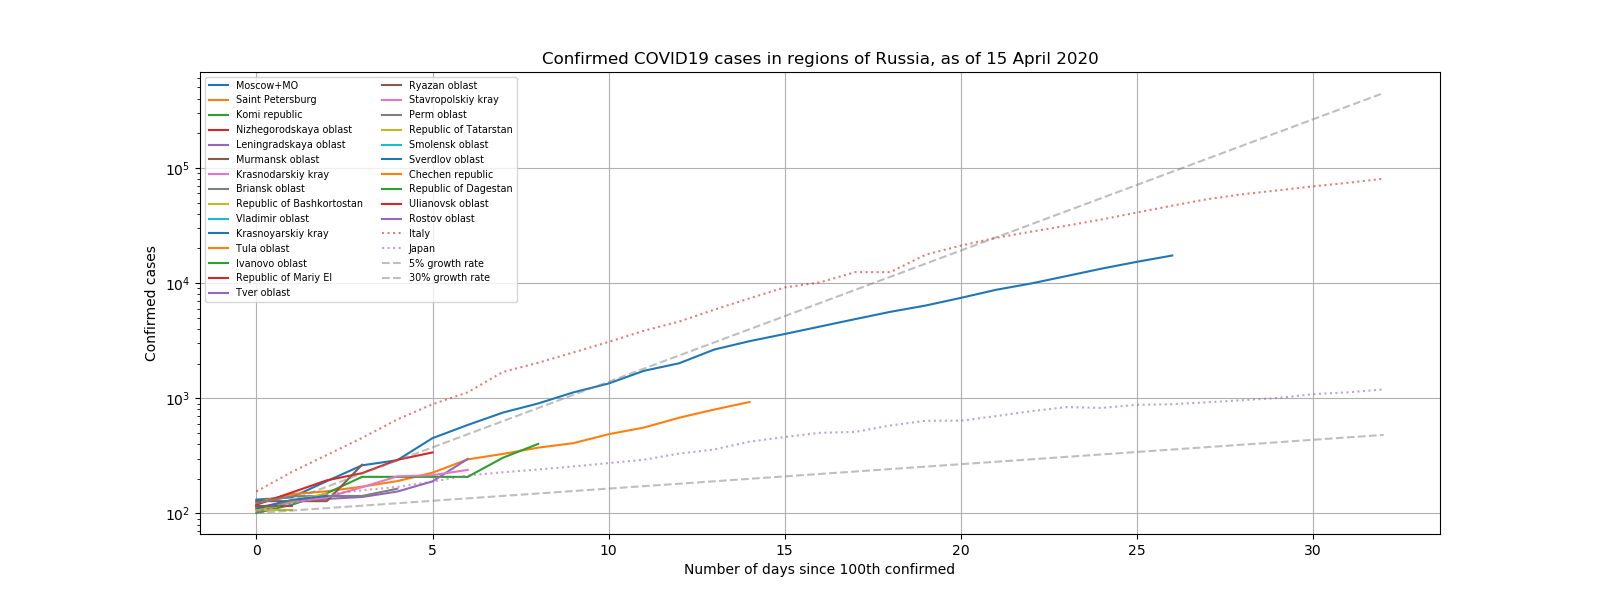 Confirmed COVID19 cases in regions of Russia, as of 15 April 2020
Moscow+MO
Saint Petersburg
Komi republic
Nizhegorodskaya oblast
Leningradskaya oblast
Murmansk oblast
Krasnodarskiy kray
Briansk oblast
Republic of Bashkortostan
Vladimir oblast
Krasnoyarskiy kray
Tula oblast
Ivanovo oblast
Republic of Mariy El
Tver oblast
Ryazan oblast
Stavropolskiy kray
Perm oblast
Republic of Tatarstan
Smolensk oblast
Sverdlov oblast
Chechen republic
Republic of Dagestan
Ulianovsk oblast
Rostov oblast
Italy
Japan
5% growth rate
30% growth rate
Confirmed cases
10⁵
10⁴
10³
10²
0 5 10 15 20 25 30
Number of days since 100th confirmed